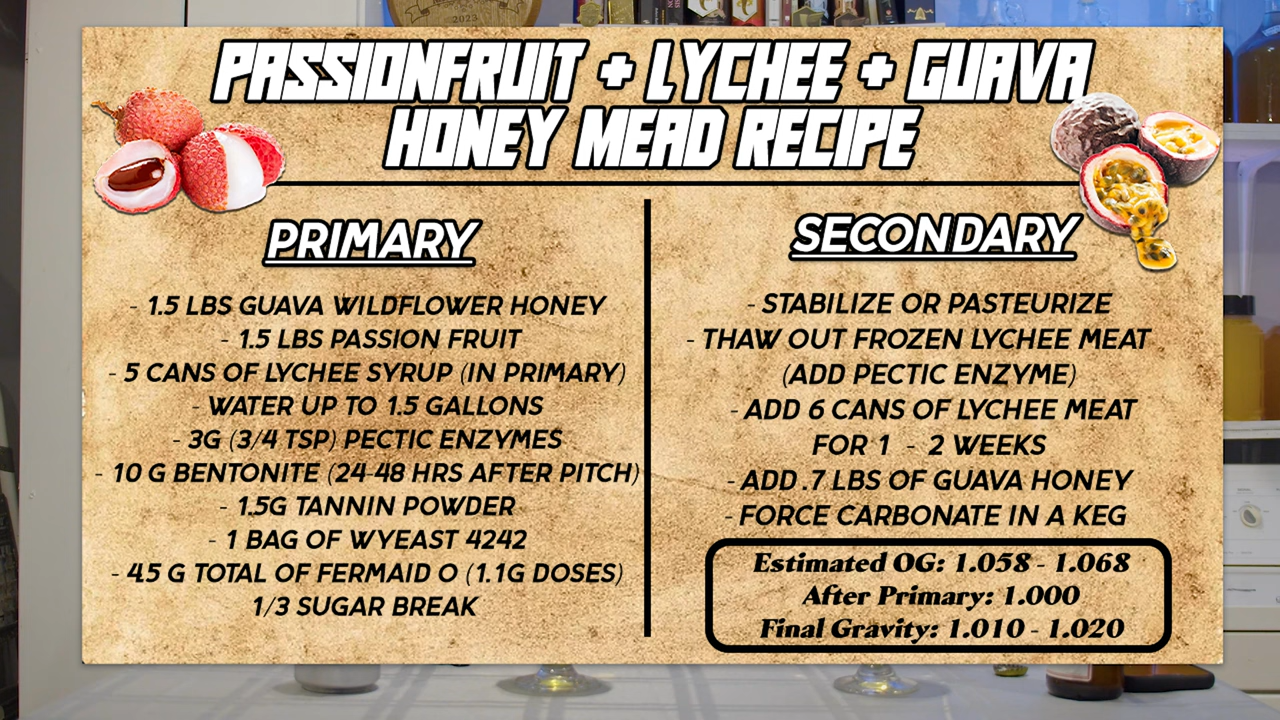 2023
PASSIONFRUIT + LYCHEE + GUAVA
HONEY MEAD RECIPE
PRIMARY
- 1.5 LBS GUAVA WILDFLOWER HONEY
- 1.5 LBS PASSION FRUIT
- 5 CANS OF LYCHEE SYRUP (IN PRIMARY)
- WATER UP TO 1.5 GALLONS
- 3G (3/4 TSP) PECTIC ENZYMES
- 10 G BENTONITE (24-48 HRS AFTER PITCH)
- 1.5G TANNIN POWDER
- 1 BAG OF WYEAST 4242
- 4.5 G TOTAL OF FERMAID O (1.1G DOSES)
1/3 SUGAR BREAK
SECONDARY
- STABILIZE OR PASTEURIZE
- THAW OUT FROZEN LYCHEE MEAT
(ADD PECTIC ENZYME)
- ADD 6 CANS OF LYCHEE MEAT
FOR 1 - 2 WEEKS
- ADD .7 LBS OF GUAVA HONEY
- FORCE CARBONATE IN A KEG
Estimated OG: 1.058 - 1.068
After Primary: 1.000
Final Gravity: 1.010 - 1.020